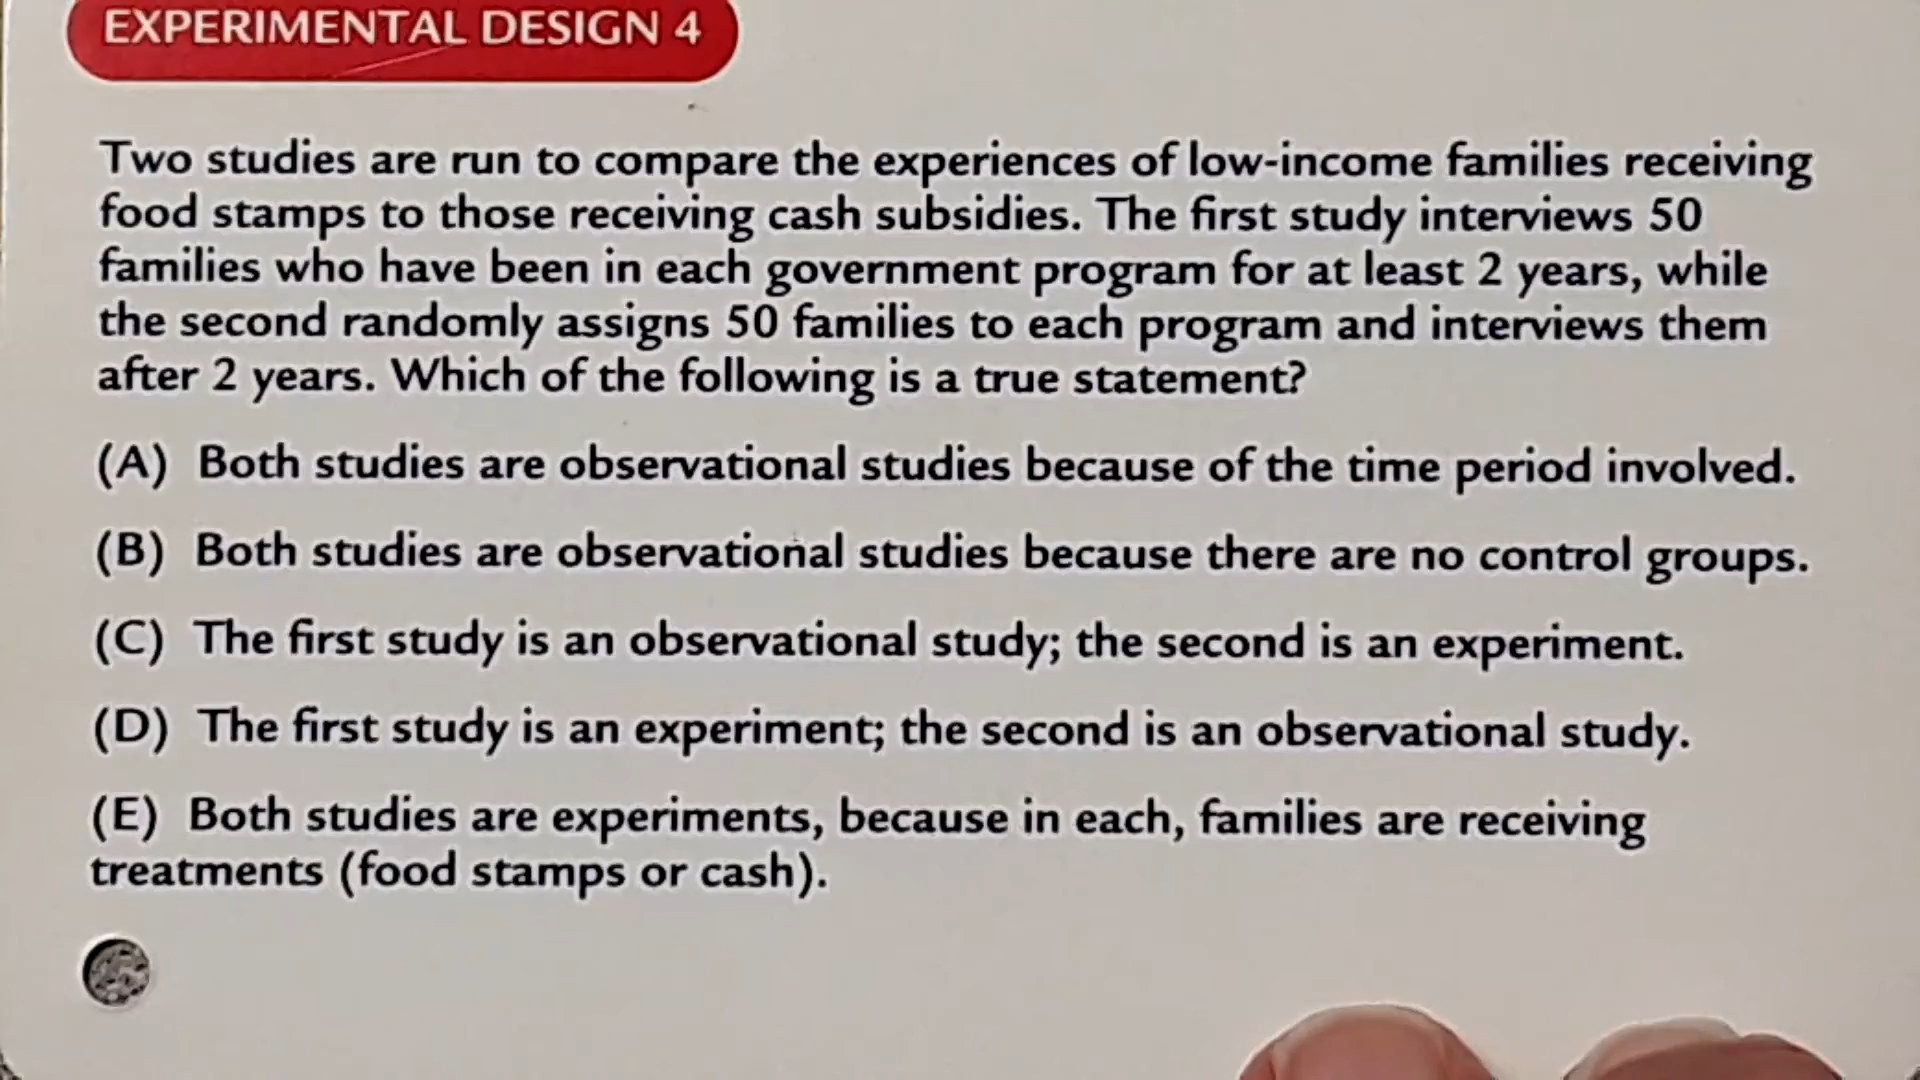 EXPERIMENTAL DESIGN 4
Two studies are run to compare the experiences of low-income families receiving
food stamps to those receiving cash subsidies. The first study interviews 50
families who have been in each government program for at least 2 years, while
the second randomly assigns 50 families to each program and interviews them
after 2 years. Which of the following is a true statement?
(A) Both studies are observational studies because of the time period involved.
(B) Both studies are observational studies because there are no control groups.
(C) The first study is an observational study; the second is an experiment.
(D) The first study is an experiment; the second is an observational study.
(E) Both studies are experiments, because in each, families are receiving
treatments (food stamps or cash).